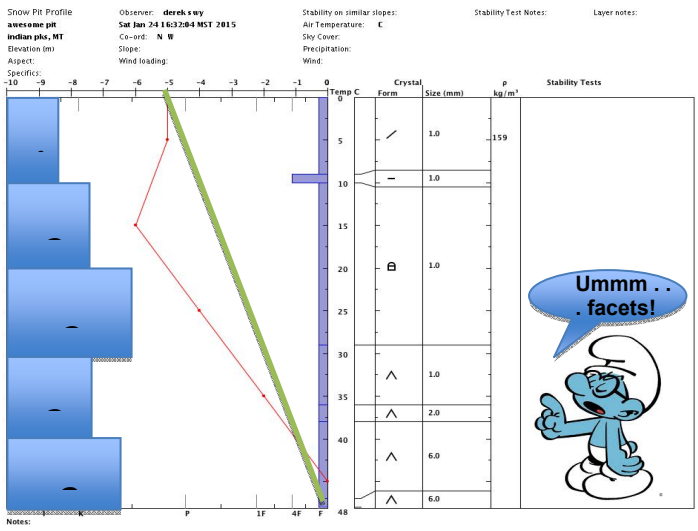 Snow Pit Profile
awesome pit
indian pks, MT
Elevation (m)
Aspect:
Specifics:
Observer: derek swy
Sat Jan 24 16:32:04 MST 2015
Co-ord: N W
Slope:
Wind loading:
Stability on similar slopes:
Air Temperature: C
Sky Cover:
Precipitation:
Wind:
Stability Test Notes:
Layer notes:
-10 -9 -8 -7 -6 -5 -4 -3 -2 -1 0
Temp C
Crystal
Form Size (mm)
ρ
kg/m³
Stability Tests
0
1.0
5
159
1.0
10
15
1.0
20
25
30
1.0
35
2.0
40
6.0
6.0
48
I K P 1F 4F F
Notes:
Ummm . .
. facets!